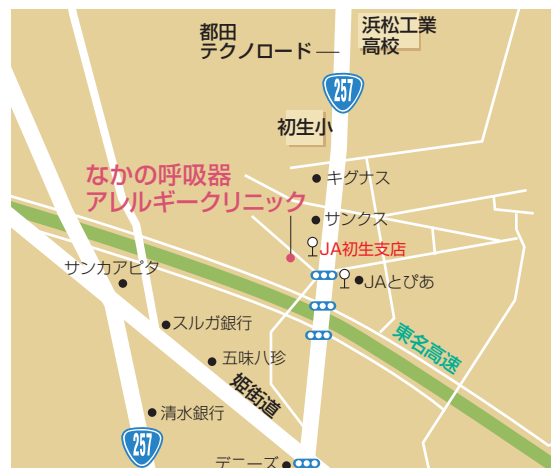 都田
テクノロード
浜松工業
高校
257
初生小
なかの呼吸器
アレルギークリニック
キグナス
サンクス
JA初生支店
サンカアピタ
JAとぴあ
スルガ銀行
東名高速
五味八珍
姫街道
清水銀行
257
デニーズ